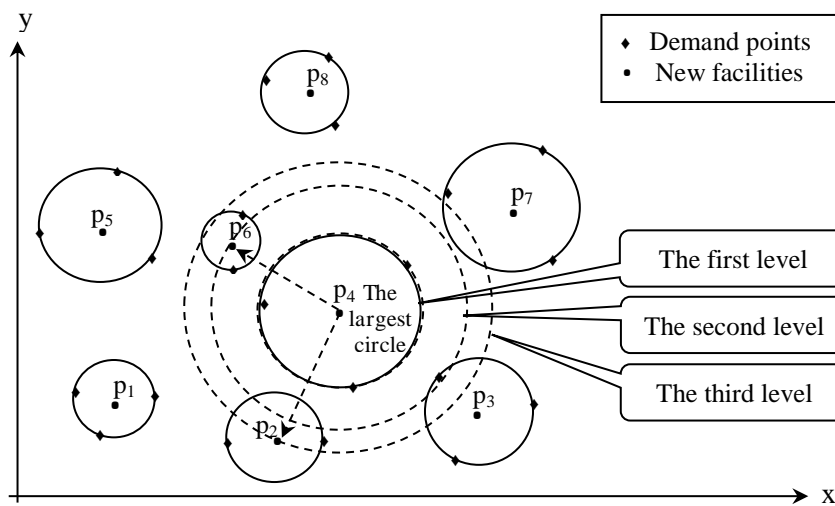 y
Demand points
New facilities
p8
p5
p6
p7
The first level
p4 The
largest
circle
The second level
The third level
p1
p2
p3
x